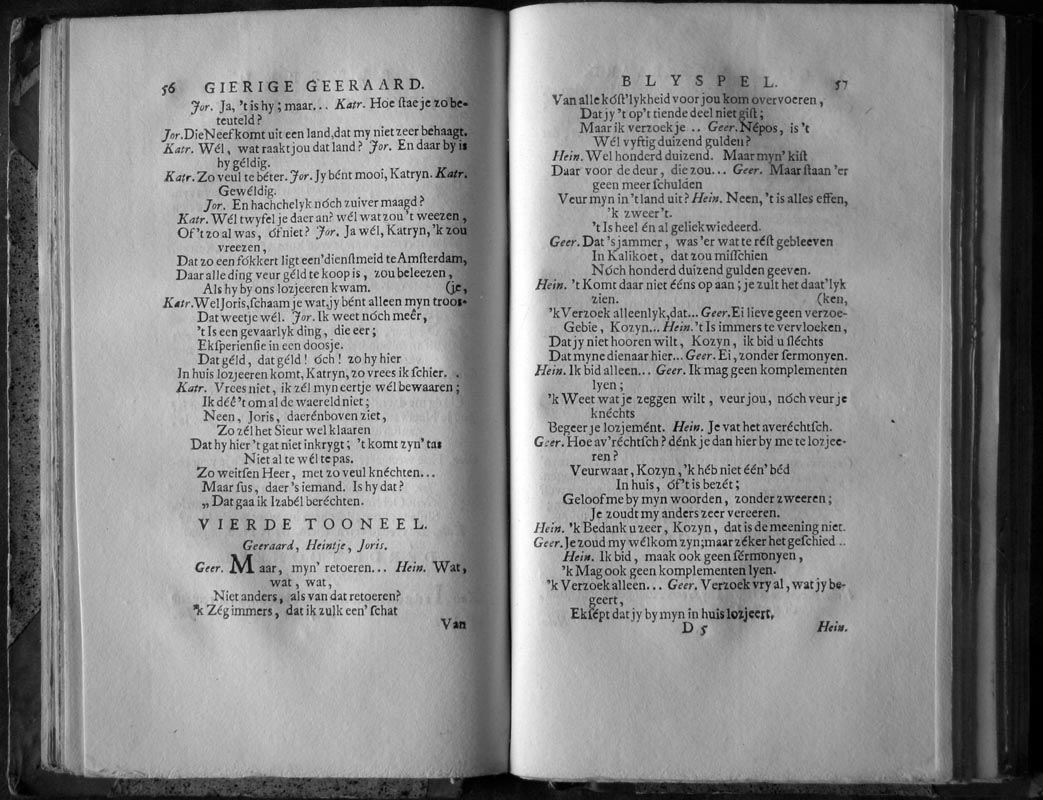 56 GIERIGE GEERAARD.
Jor. Ja, 't is hy; maar... Katr. Hoe ſtae je zo be-
teuteld?
Jor. Die Neef komt uit een land, dat my niet zeer behaagt.
Katr. Wél, wat raakt jou dat land? Jor. En daar by is
hy géldig.
Katr. Zo veul te béter. Jor. Jy bént mooi, Katryn. Katr.
Gewéldig.
Jor. En hachchelyk nóch zuiver maagd?
Katr. Wél twyfel je daer an? wél wat zou 't weezen,
Of 't zo al was, óf niet? Jor. Ja wél, Katryn, 'k zou
vreezen,
Dat zo een fókkert ligt een' dienſtmeid te Amſterdam,
Daar alle ding veur géld te koop is, zou beleezen,
Als hy by ons lozjeeren kwam. (je,
Katr. Wel Joris, ſchaam je wat, jy bént alleen myn troos-
Dat weetje wél. Jor. Ik weet nóch meêr,
't Is een gevaarlyk ding, die eer;
Ekſperienſie in een doosje.
Dat géld, dat géld! óch! zo hy hier
In huis lozjeeren komt, Katryn, zo vrees ik ſchier.
Katr. Vrees niet, ik zél myn eertje wél bewaaren;
Ik déê 't om al de waereld niet;
Neen, Joris, daerénboven ziet,
Zo zél het Sieur wel klaaren
Dat hy hier 't gat niet inkrygt; 't komt zyn' tas
Niet al te wél te pas.
Zo weitſen Heer, met zo veul knéchten...
Maar ſus, daer 's iemand. Is hy dat?
„ Dat gaa ik Izabél beréchten.
VIERDE TOONEEL.
Geeraard, Heintje, Joris.
Geer. Maar, myn' retoeren... Hein. Wat,
wat, wat,
Niet anders, als van dat retoeren?
'k Zég immers, dat ik zulk een' ſchat
Van
BLYSPEL. 57
Van alle kóſt'lykheid voor jou kom overvoeren,
Dat jy 't op 't tiende deel niet giſt;
Maar ik verzoek je .. Geer. Népos, is 't
Wél vyftig duizend gulden?
Hein. Wel honderd duizend. Maar myn' kiſt
Daar voor de deur, die zou... Geer. Maar ſtaan 'er
geen meer ſchulden
Veur myn in 't land uit? Hein. Neen, 't is alles effen,
'k zweer 't.
't Is heel én al geliek wiedeerd.
Geer. Dat 's jammer, was 'er wat te réſt gebleeven
In Kalikoet, dat zou miſſchien
Nóch honderd duizend gulden geeven.
Hein. 't Komt daar niet ééns op aan; je zult het daat'lyk
zien. (ken,
'k Verzoek alleenlyk, dat... Geer. Ei lieve geen verzoe-
Gebie, Kozyn... Hein. 't Is immers te vervloeken,
Dat jy niet hooren wilt, Kozyn, ik bid u ſléchts
Dat myne dienaar hier... Geer. Ei, zonder ſermonyen.
Hein. Ik bid alleen... Geer. Ik mag geen komplementen
lyen;
'k Weet wat je zeggen wilt, veur jou, nóch veur je
knéchts
Begeer je lozjemént. Hein. Je vat het averéchtſch.
Geer. Hoe av'réchtſch? dénk je dan hier by me te lozjee-
ren?
Veurwaar, Kozyn, 'k héb niet één' béd
In huis, óf 't is bezét;
Geloof me by myn woorden, zonder zweeren;
Je zoudt my anders zeer vereeren.
Hein. 'k Bedank u zeer, Kozyn, dat is de meening niet.
Geer. Je zoud my wélkom zyn; maar zéker het geſchied ..
Hein. Ik bid, maak ook geen ſérmonyen,
'k Mag ook geen komplementen lyen.
'k Verzoek alleen... Geer. Verzoek vry al, wat jy be-
geert,
Ekſépt dat jy by myn in huis lozjeert.
D 5 Hein.